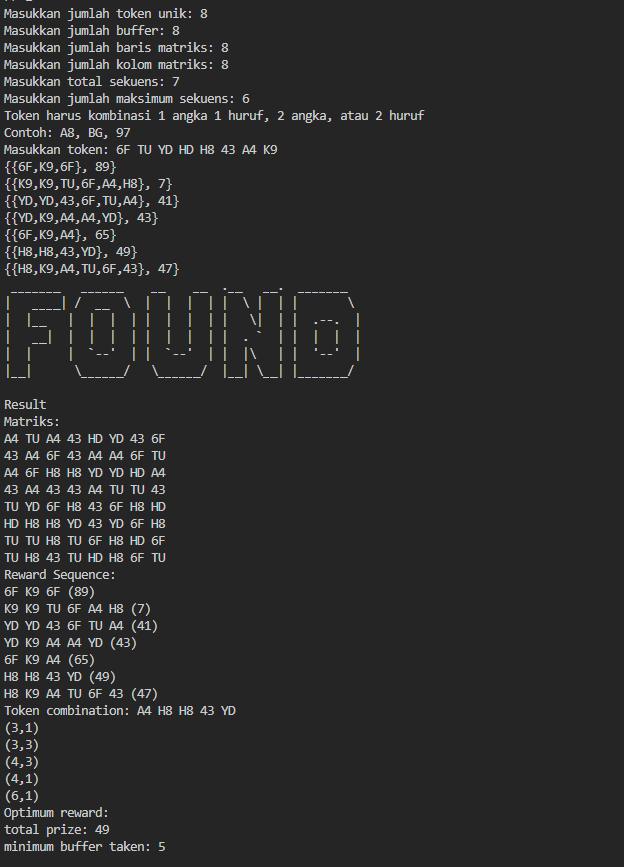 Masukkan jumlah token unik: 8
Masukkan jumlah buffer: 8
Masukkan jumlah baris matriks: 8
Masukkan jumlah kolom matriks: 8
Masukkan total sekuens: 7
Masukkan jumlah maksimum sekuens: 6
Token harus kombinasi 1 angka 1 huruf, 2 angka, atau 2 huruf
Contoh: A8, BG, 97
Masukkan token: 6F TU YD HD H8 43 A4 K9
{{6F,K9,6F}, 89}
{{K9,K9,TU,6F,A4,H8}, 7}
{{YD,YD,43,6F,TU,A4}, 41}
{{YD,K9,A4,A4,YD}, 43}
{{6F,K9,A4}, 65}
{{H8,H8,43,YD}, 49}
{{H8,K9,A4,TU,6F,43}, 47}
FOUND
Result
Matriks:
A4 TU A4 43 HD YD 43 6F
43 A4 6F 43 A4 A4 6F TU
A4 6F H8 H8 YD YD HD A4
43 A4 43 43 A4 TU TU 43
TU YD 6F H8 43 6F H8 HD
HD H8 H8 YD 43 YD 6F H8
TU TU H8 TU 6F H8 HD 6F
TU H8 43 TU HD H8 6F TU
Reward Sequence:
6F K9 6F (89)
K9 K9 TU 6F A4 H8 (7)
YD YD 43 6F TU A4 (41)
YD K9 A4 A4 YD (43)
6F K9 A4 (65)
H8 H8 43 YD (49)
H8 K9 A4 TU 6F 43 (47)
Token combination: A4 H8 H8 43 YD
(3,1)
(3,3)
(4,3)
(4,1)
(6,1)
Optimum reward:
total prize: 49
minimum buffer taken: 5